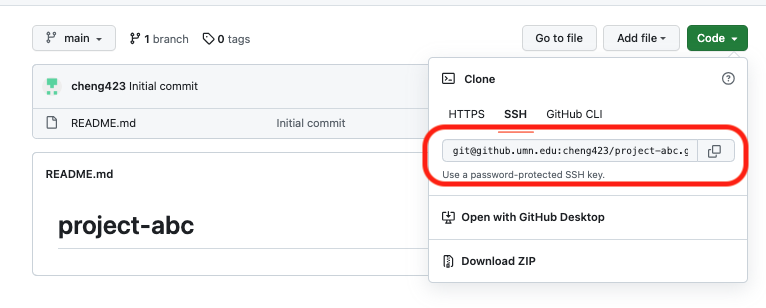 main
1 branch
0 tags
Go to file
Add file
Code
cheng423 Initial commit
README.md
Initial commit
README.md
project-abc
Clone
HTTPS
SSH
GitHub CLI
git@github.umn.edu:cheng423/project-abc.g
Use a password-protected SSH key.
Open with GitHub Desktop
Download ZIP